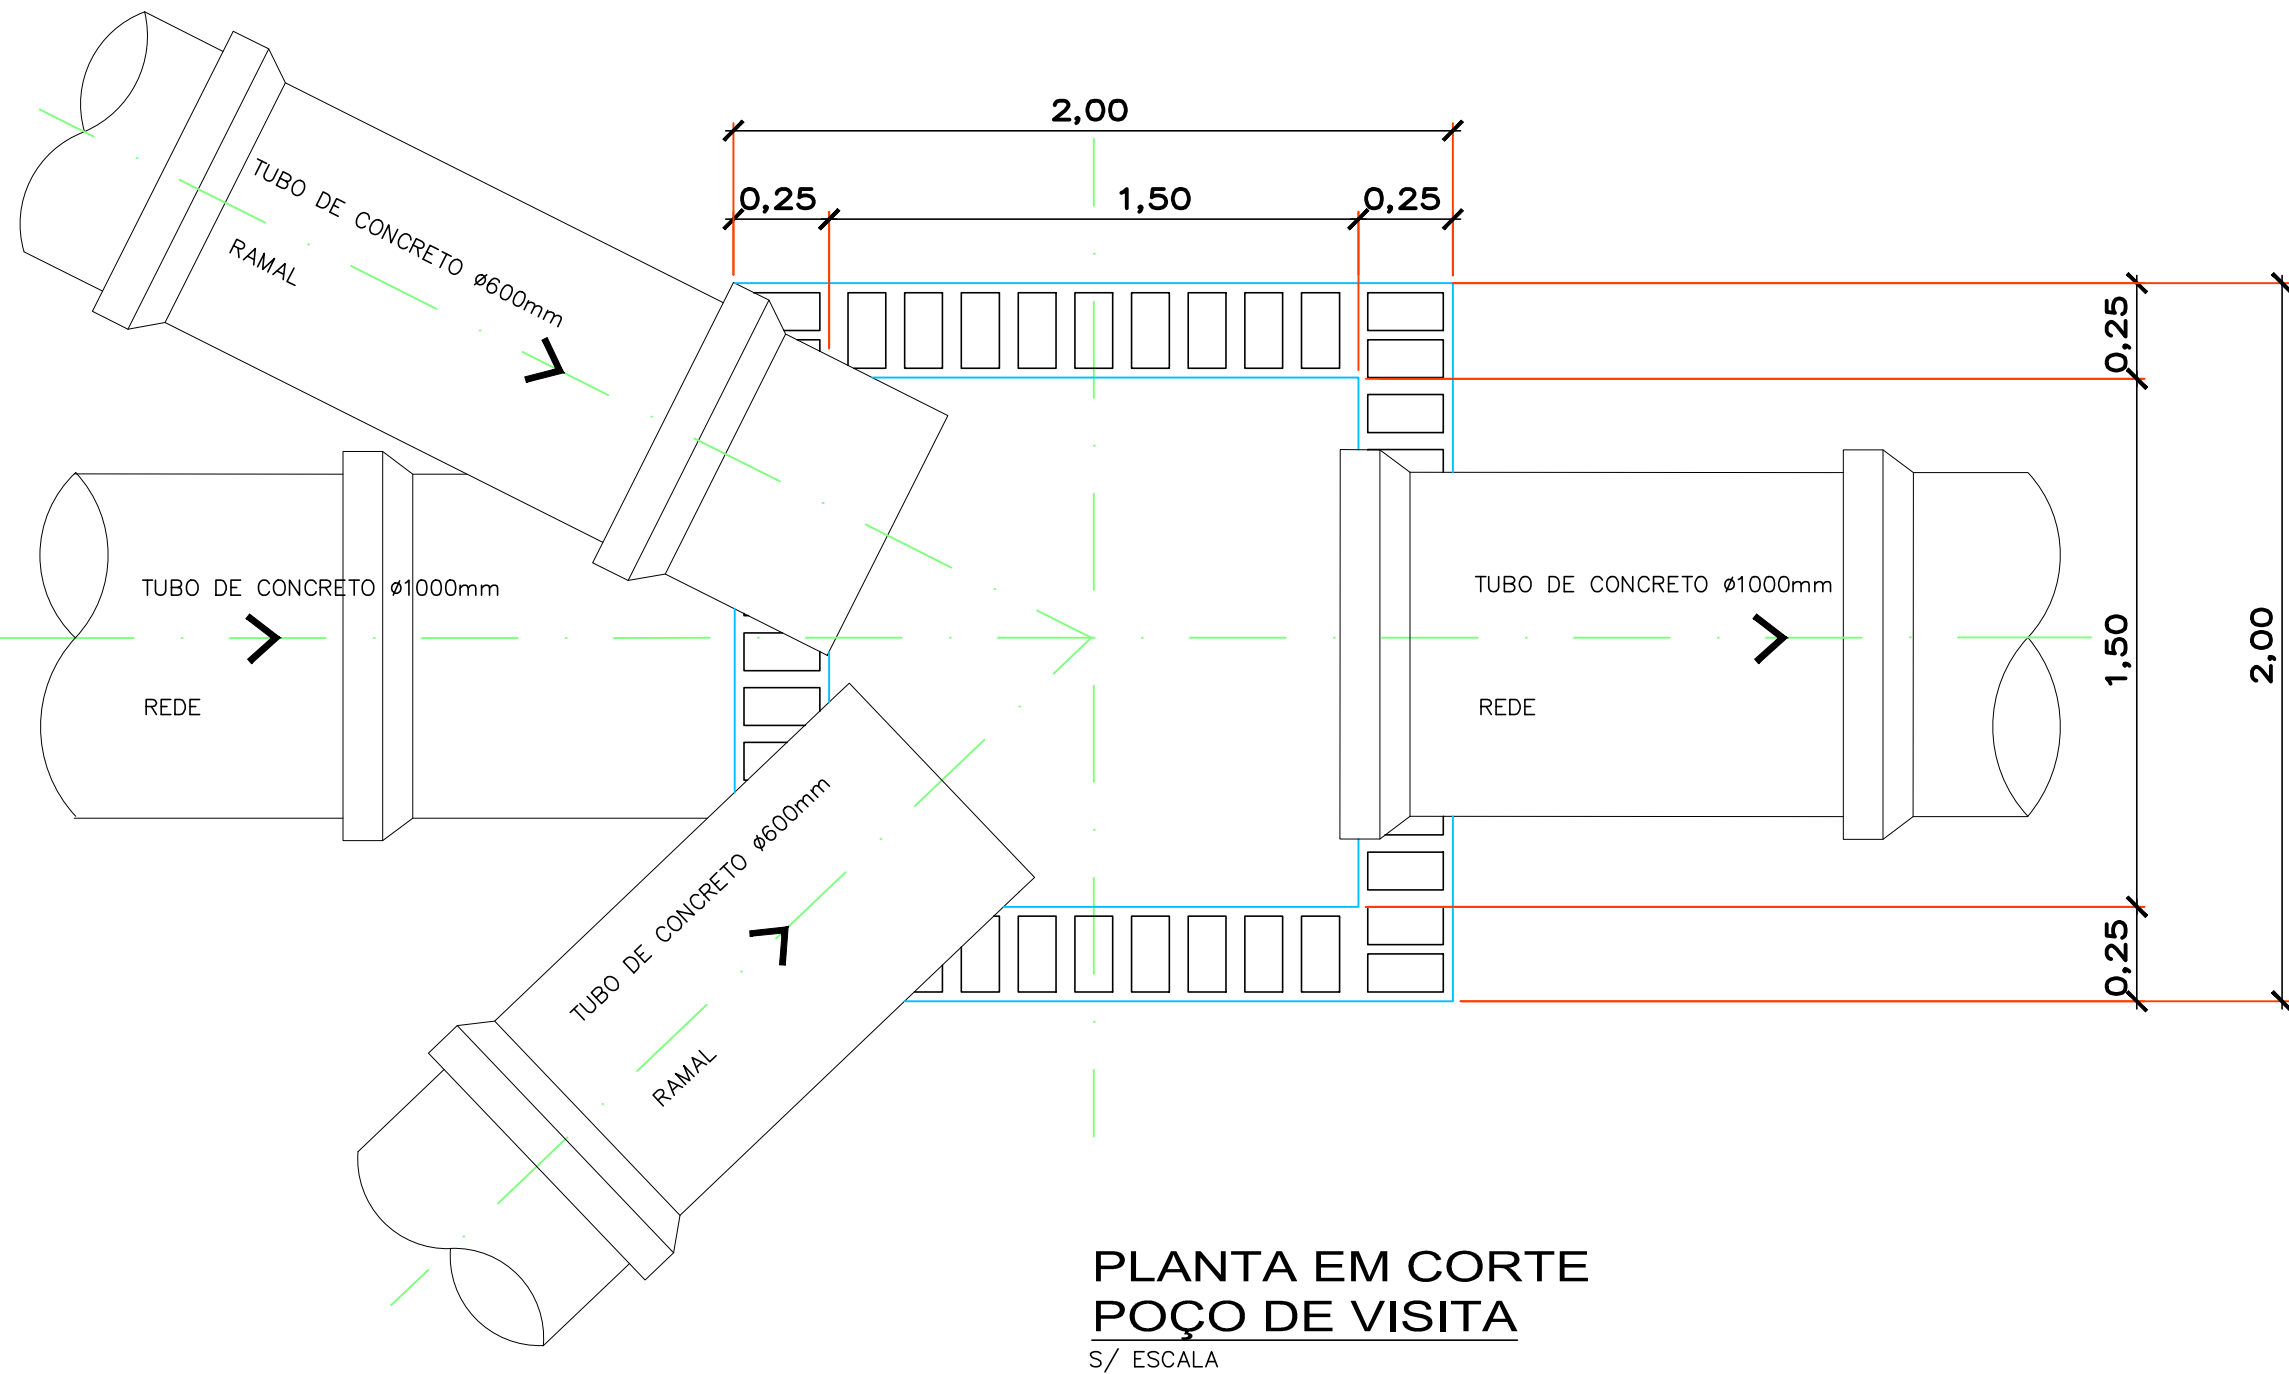 2,00
0,25
1,50
0,25
TUBO DE CONCRETO ø600mm
RAMAL
0,25
1,50
2,00
0,25
TUBO DE CONCRETO ø1000mm
REDE
TUBO DE CONCRETO ø1000mm
REDE
TUBO DE CONCRETO ø600mm
RAMAL
PLANTA EM CORTE
POÇO DE VISITA
S/ ESCALA